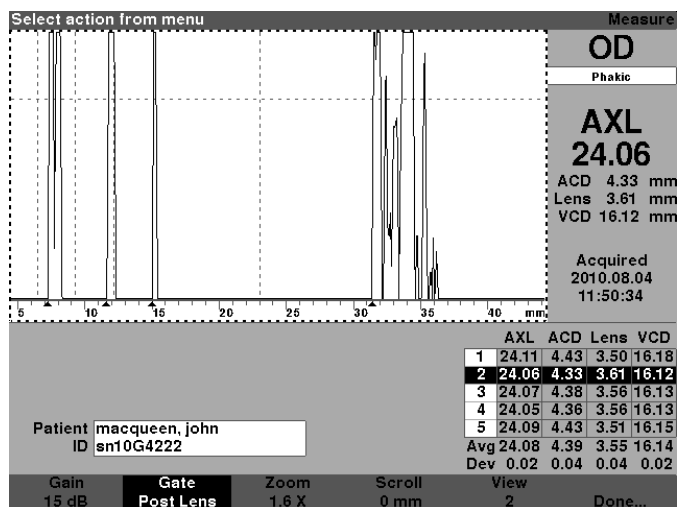 Select action from menu
Measure
OD
Phakic
AXL
24.06
ACD 4.33 mm
Lens 3.61 mm
VCD 16.12 mm
Acquired
2010.08.04
11:50:34
5 10 15 20 25 30 35 40 mm
AXL ACD Lens VCD
1 24.11 4.43 3.50 16.18
2 24.06 4.33 3.61 16.12
3 24.07 4.38 3.56 16.13
4 24.05 4.36 3.56 16.13
5 24.09 4.43 3.51 16.15
Avg 24.08 4.39 3.55 16.14
Dev 0.02 0.04 0.04 0.02
Patient macqueen, john
ID sn10G4222
Gain Gate Zoom Scroll View
15 dB Post Lens 1.6 X 0 mm 2 Done...